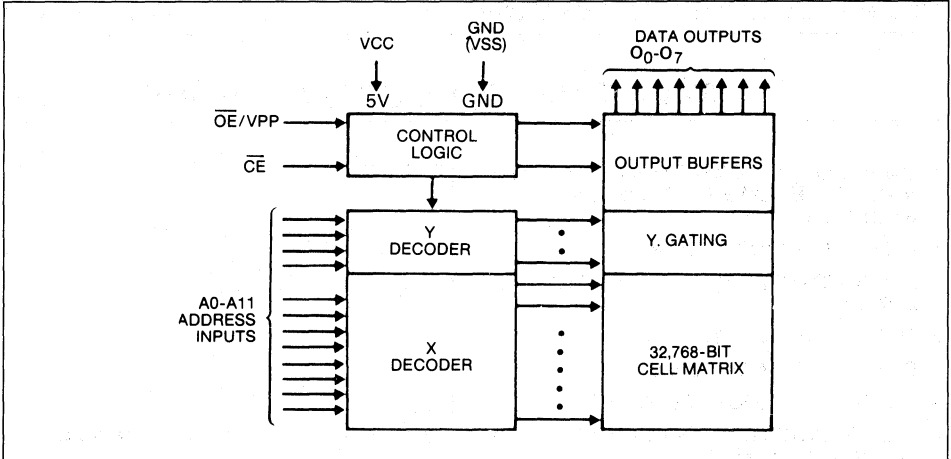 VCC
GND
(VSS)
DATA OUTPUTS
O0-O7
5V
GND
OE/VPP
CE
CONTROL
LOGIC
OUTPUT BUFFERS
Y
DECODER
Y. GATING
A0-A11
ADDRESS
INPUTS
X
DECODER
32,768-BIT
CELL MATRIX